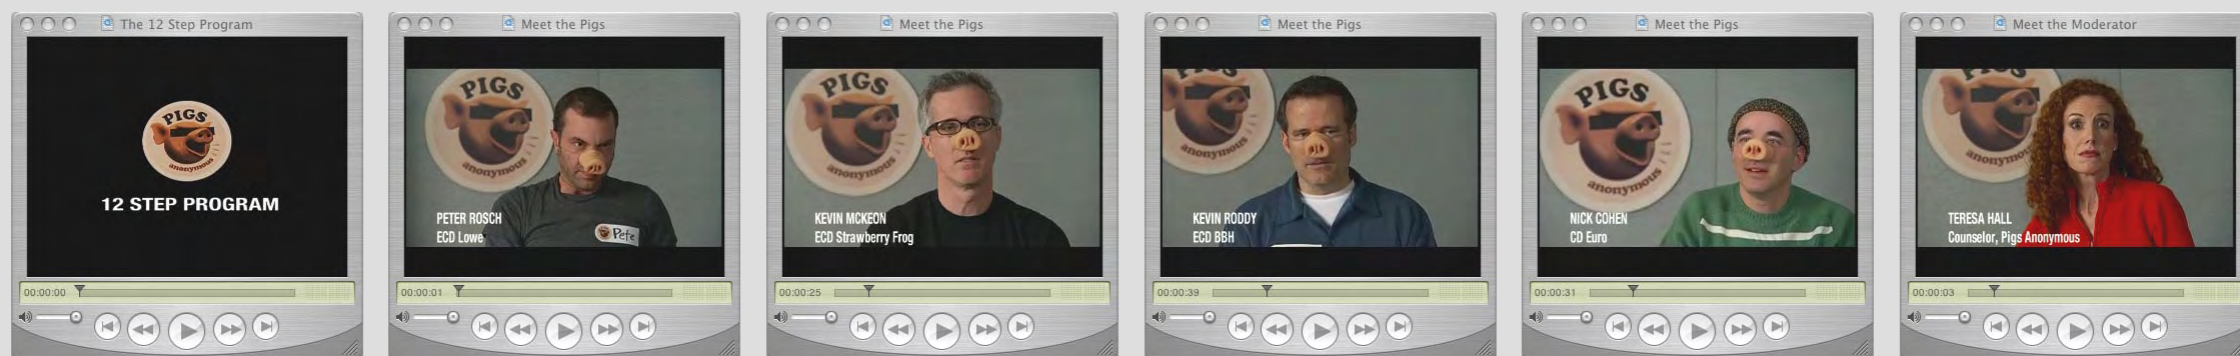 The 12 Step Program
PIGS
anonymous
12 STEP PROGRAM
00:00:00
Meet the Pigs
PIGS
anonymous
Pete
PETER ROSCH
ECD Lowe
00:00:01
Meet the Pigs
PIGS
anonymous
KEVIN MCKEON
ECD Strawberry Frog
00:00:25
Meet the Pigs
PIGS
anonymous
KEVIN RODDY
ECD BBH
00:00:39
Meet the Pigs
PIGS
anonymous
NICK COHEN
CD Euro
00:00:31
Meet the Moderator
PIGS
anonymous
TERESA HALL
Counselor, Pigs Anonymous
00:00:03